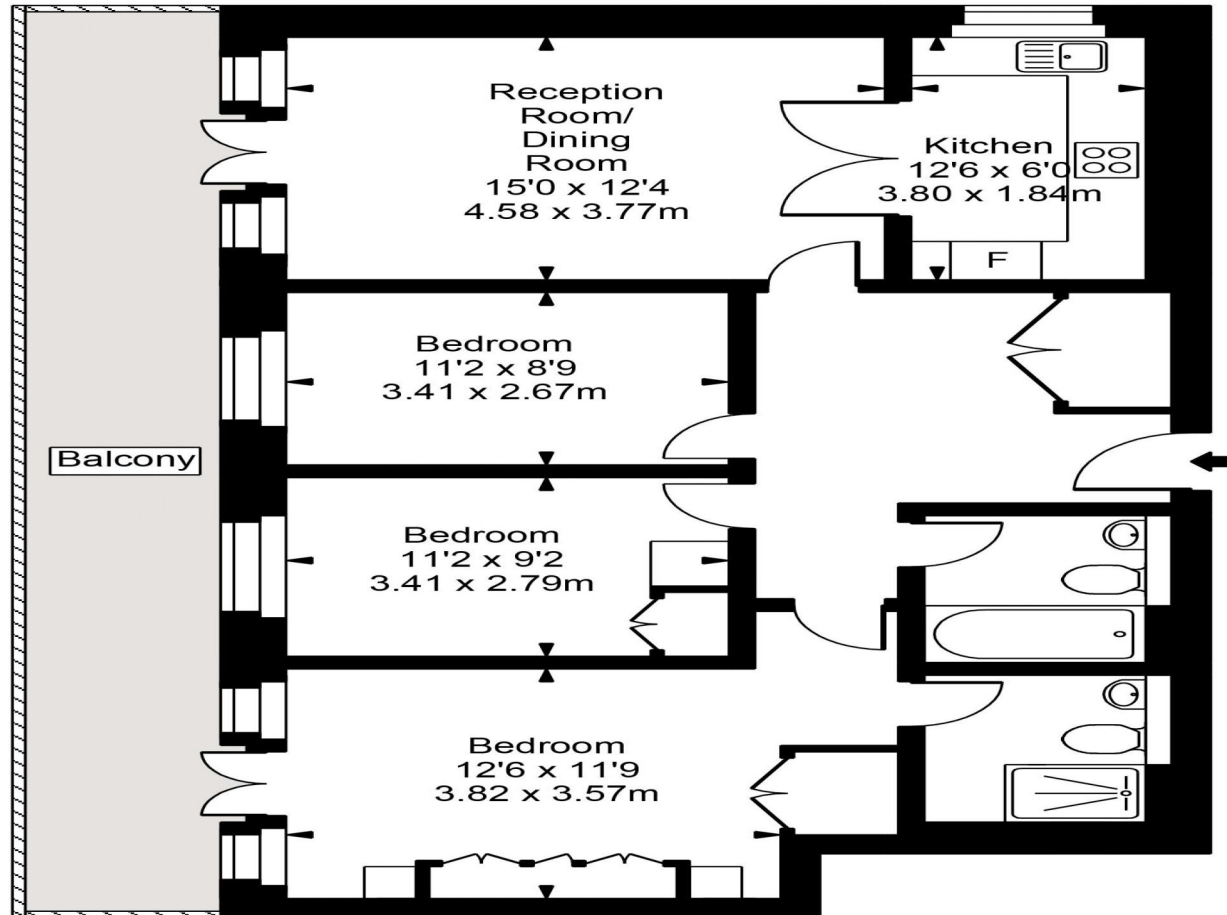 Reception
Room/
Dining
Room
15'0 x 12'4
4.58 x 3.77m
Kitchen
12'6 x 6'0
3.80 x 1.84m
F
Bedroom
11'2 x 8'9
3.41 x 2.67m
Balcony
Bedroom
11'2 x 9'2
3.41 x 2.79m
Bedroom
12'6 x 11'9
3.82 x 3.57m